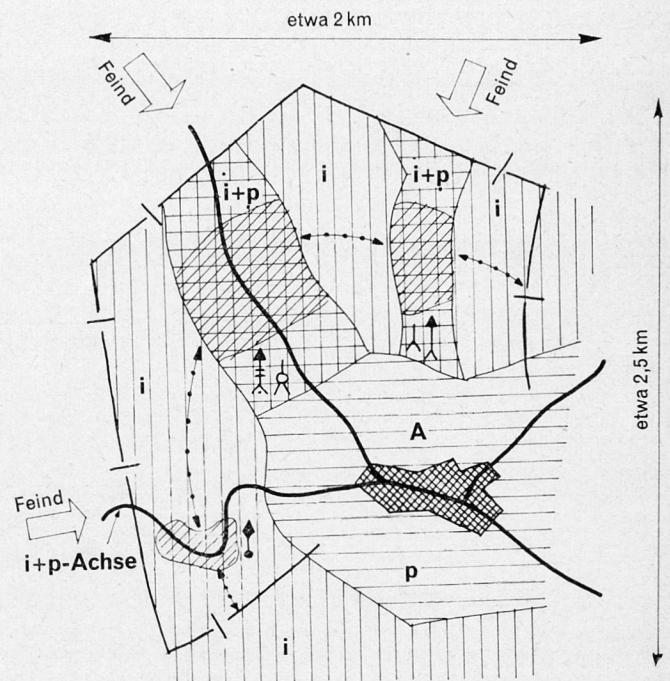 etwa 2 km
Feind
Feind
i+p
i
i+p
i
i
A
etwa 2,5 km
Feind
i+p-Achse
p
i